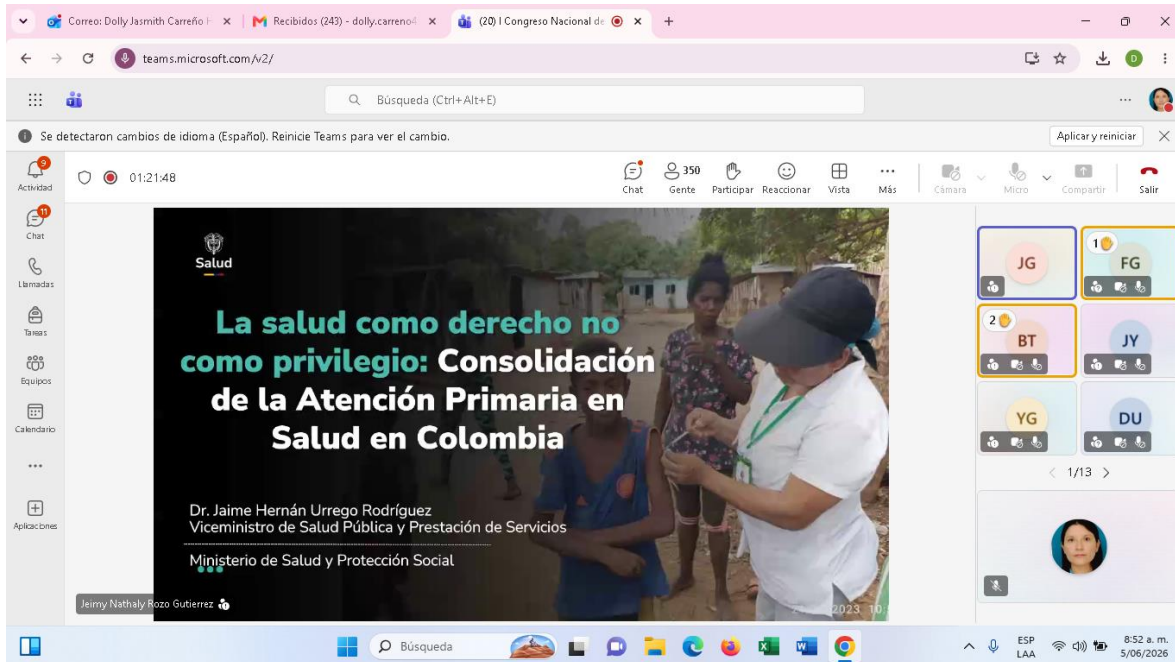 Correo: Dolly Jasmith Carreño H
Recibidos (243) - dolly.carreno4
(20) I Congreso Nacional de
teams.microsoft.com/v2/
D
Búsqueda (Ctrl+Alt+E)
Se detectaron cambios de idioma (Español). Reinicie Teams para ver el cambio.
Aplicar y reiniciar
9
Actividad
01:21:48
Chat
350
Gente
Participar
Reaccionar
Vista
Más
Cámara
Micro
Compartir
Salir
11
Chat
Llamadas
Tareas
Equipos
Calendario
Aplicaciones
Salud
La salud como derecho no
como privilegio: Consolidación
de la Atención Primaria en
Salud en Colombia
Dr. Jaime Hernán Urrego Rodríguez
Viceministro de Salud Pública y Prestación de Servicios
Ministerio de Salud y Protección Social
Jeimy Nathaly Rozo Gutierrez
JG
1
FG
2
BT
JY
YG
DU
1/13
Búsqueda
ESP
LAA
8:52 a. m.
5/06/2026